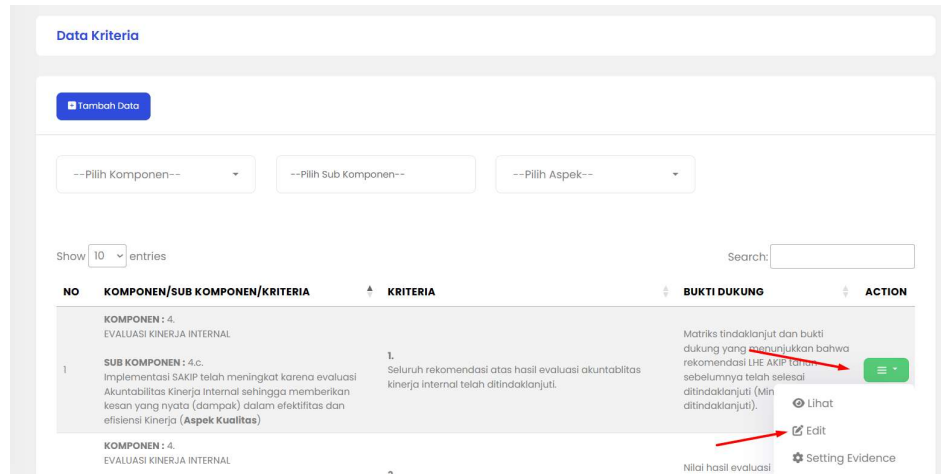 Data Kriteria
Tambah Data
--Pilih Komponen--
--Pilih Sub Komponen--
--Pilih Aspek--
Show 10 entries
Search:
NO KOMPONEN/SUB KOMPONEN/KRITERIA KRITERIA BUKTI DUKUNG ACTION
KOMPONEN : 4.
EVALUASI KINERJA INTERNAL
SUB KOMPONEN : 4.c.
1 Implementasi SAKIP telah meningkat karena evaluasi
Akuntabilitas Kinerja Internal sehingga memberikan
kesan yang nyata (dampak) dalam efektifitas dan
efisiensi Kinerja (Aspek Kualitas)
1.
Seluruh rekomendasi atas hasil evaluasi akuntablitas
kinerja internal telah ditindaklanjuti.
Matriks tindaklanjut dan bukti
dukung yang menunjukkan bahwa
rekomendasi LHE AKIP tahun
sebelumnya telah selesai
ditindaklanjuti (Min
ditindaklanjuti).
Lihat
Edit
Setting Evidence
KOMPONEN : 4.
EVALUASI KINERJA INTERNAL
Nilai hasil evaluasi